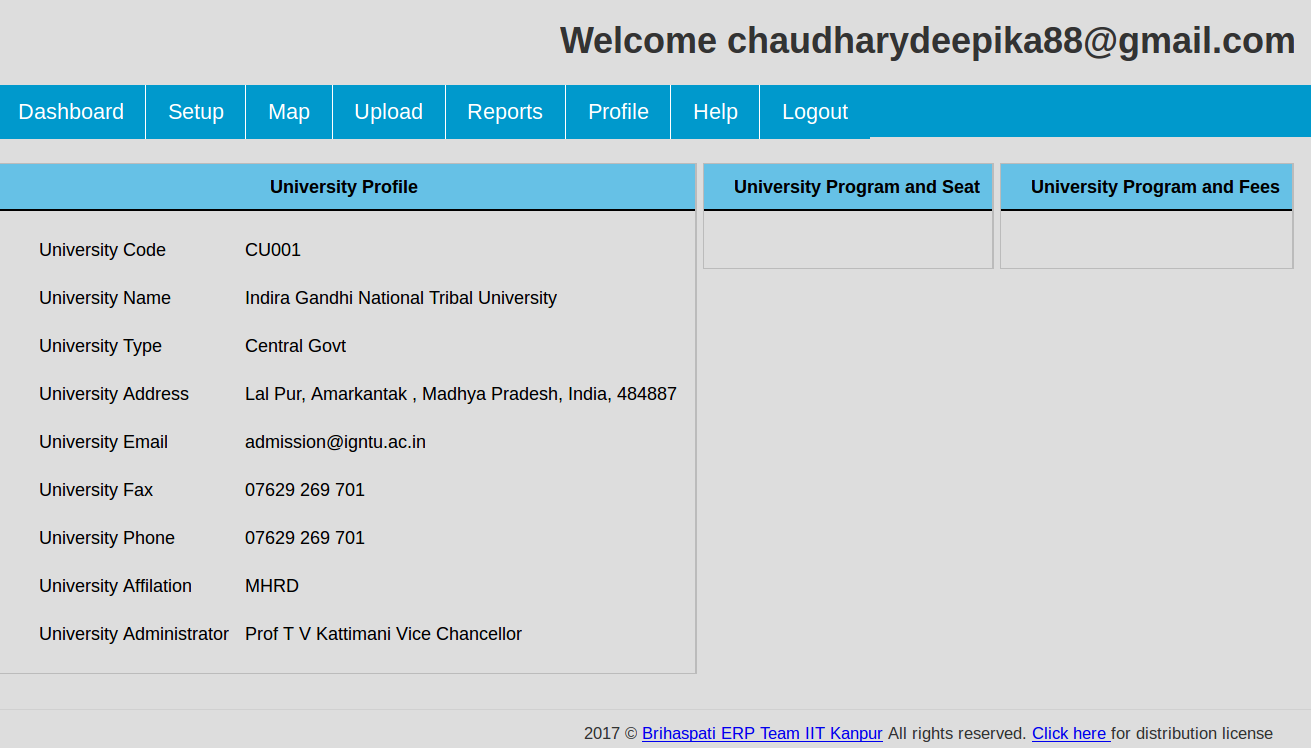 Welcome chaudharydeepika88@gmail.com
Dashboard Setup Map Upload Reports Profile Help Logout
University Profile University Program and Seat University Program and Fees
University Code CU001
University Name Indira Gandhi National Tribal University
University Type Central Govt
University Address Lal Pur, Amarkantak , Madhya Pradesh, India, 484887
University Email admission@igntu.ac.in
University Fax 07629 269 701
University Phone 07629 269 701
University Affilation MHRD
University Administrator Prof T V Kattimani Vice Chancellor
2017 © Brihaspati ERP Team IIT Kanpur All rights reserved. Click here for distribution license